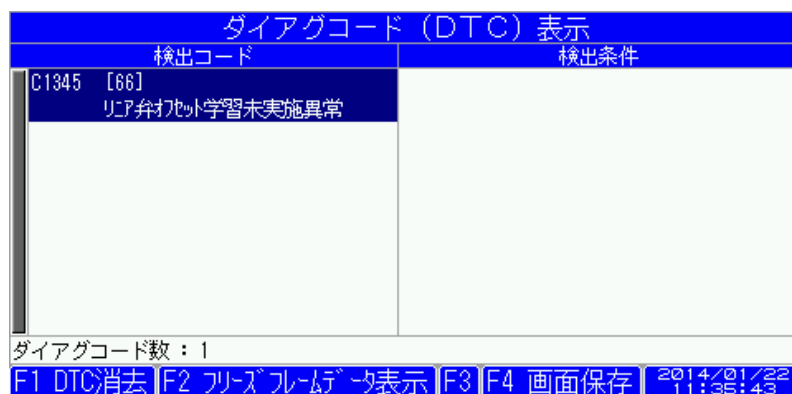 ダイアグコード(DTC)表示
検出コード 検出条件
C1345 [66]
リニア弁オフセット学習未実施異常
ダイアグコード数:1
F1 DTC消去 F2 フリーズフレームデータ表示 F3 F4 画面保存 2014/01/22
11:35:43